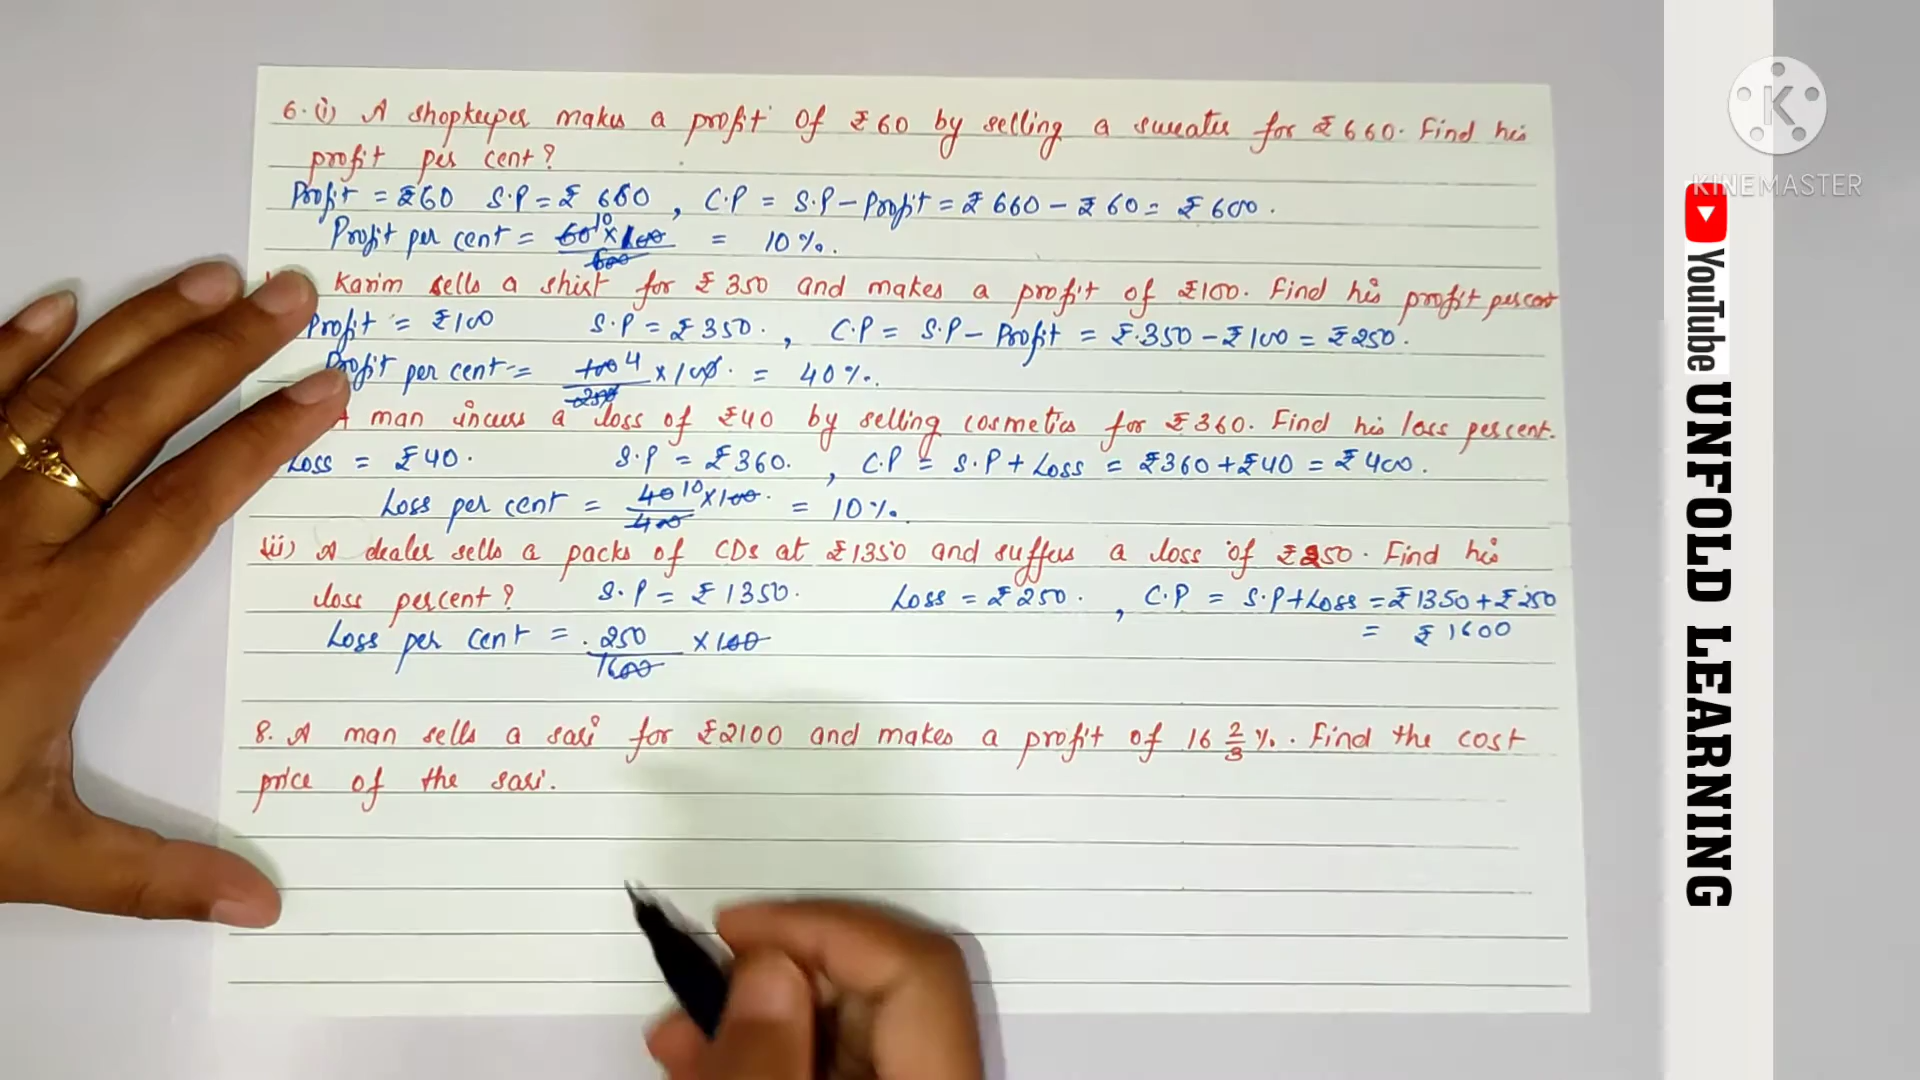 6. (i) A shopkeeper makes a profit of ₹60 by selling a sweater for ₹660. Find his
profit per cent?
Profit = ₹60 S.P = ₹ 660 , C.P = S.P - Profit = ₹ 660 - ₹ 60 = ₹ 600.
Profit per cent = 60 10 × 100 / 600 = 10%.
Karim sells a shirt for ₹ 350 and makes a profit of ₹100. Find his profit percent
Profit = ₹100 S.P = ₹350. , C.P = S.P - Profit = ₹.350 - ₹100 = ₹250.
Profit per cent = 100 4 / 250 × 100. = 40%.
A man incurs a loss of ₹40 by selling cosmetics for ₹360. Find his loss percent.
Loss = ₹40. S.P = ₹360. , C.P = S.P + Loss = ₹360 + ₹40 = ₹400.
Loss per cent = 40 10 × 100. / 400 = 10%.
(ii) A dealer sells a packs of CDs at ₹1350 and suffers a loss of ₹250. Find his
loss percent? S.P = ₹ 1350. Loss = ₹250. , C.P = S.P + Loss = ₹1350 + ₹250
= ₹ 1600
Loss per cent = 250 / 1600 × 100
8. A man sells a sari for ₹2100 and makes a profit of 16 2/3 %. Find the cost
price of the sari.
KINEMASTER
YouTube UNFOLD LEARNING